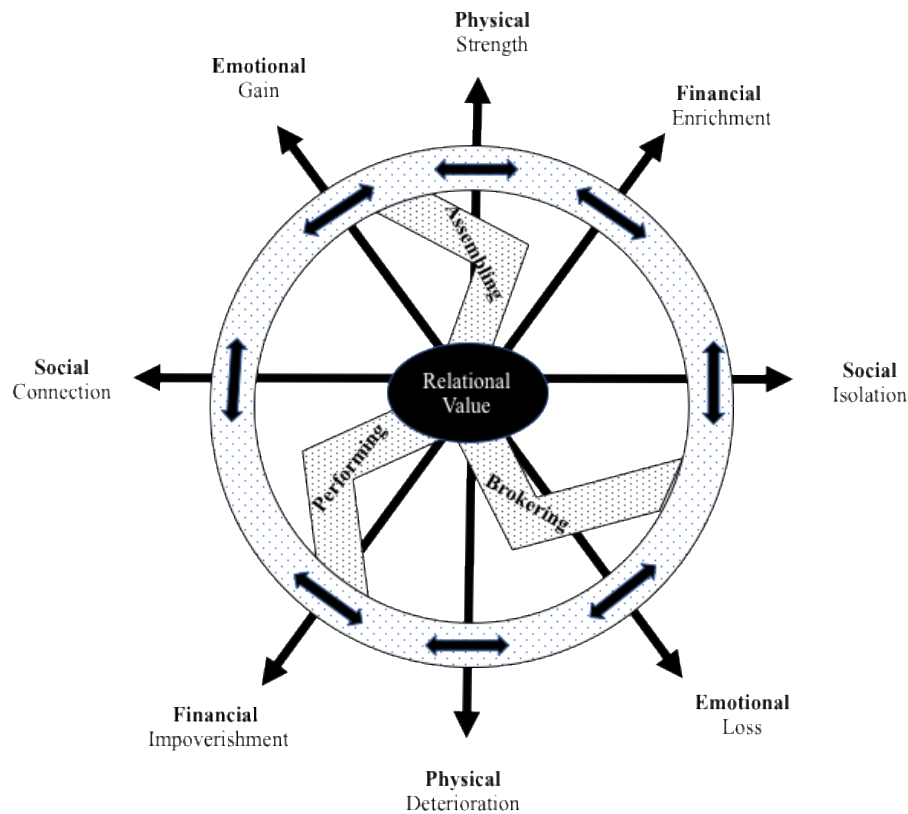 Physical
Strength
Emotional
Gain
Financial
Enrichment
Assembling
Social
Connection
Relational
Value
Social
Isolation
Performing
Brokering
Financial
Impoverishment
Emotional
Loss
Physical
Deterioration